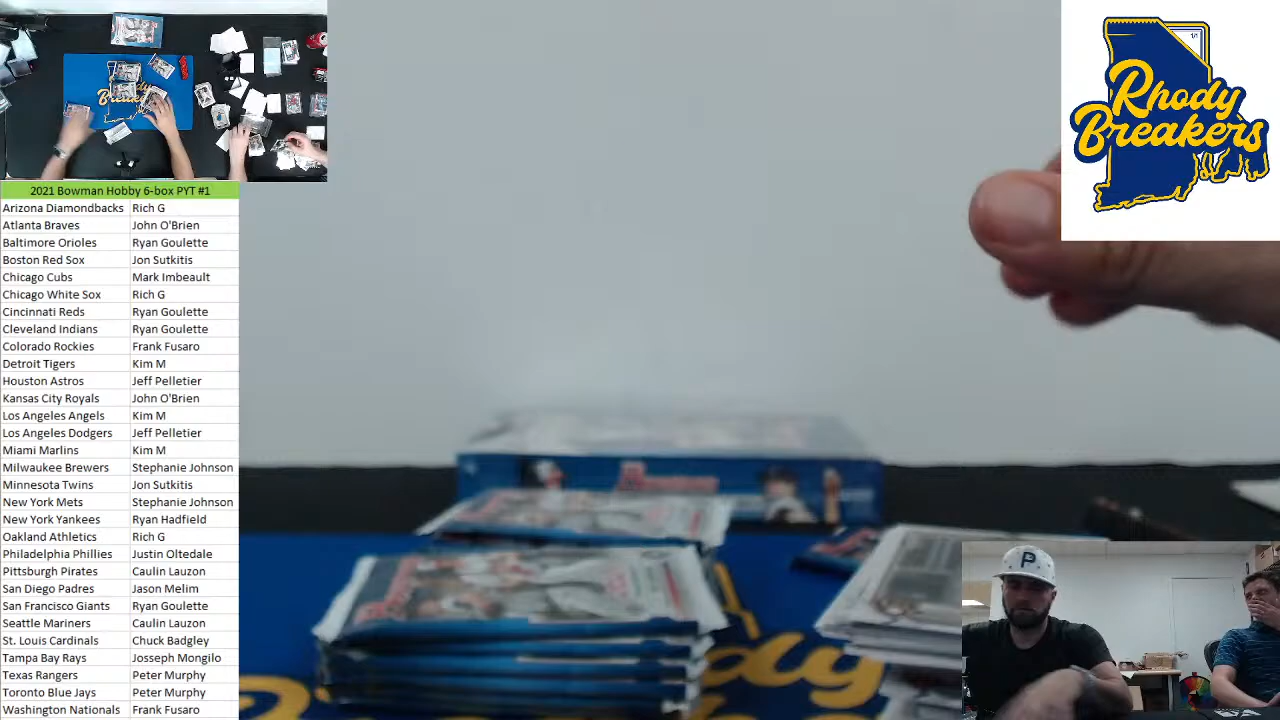 2021 Bowman Hobby 6-box PYT #1
Arizona Diamondbacks Rich G
Atlanta Braves John O'Brien
Baltimore Orioles Ryan Goulette
Boston Red Sox Jon Sutkitis
Chicago Cubs Mark Imbeault
Chicago White Sox Rich G
Cincinnati Reds Ryan Goulette
Cleveland Indians Ryan Goulette
Colorado Rockies Frank Fusaro
Detroit Tigers Kim M
Houston Astros Jeff Pelletier
Kansas City Royals John O'Brien
Los Angeles Angels Kim M
Los Angeles Dodgers Jeff Pelletier
Miami Marlins Kim M
Milwaukee Brewers Stephanie Johnson
Minnesota Twins Jon Sutkitis
New York Mets Stephanie Johnson
New York Yankees Ryan Hadfield
Oakland Athletics Rich G
Philadelphia Phillies Justin Oltedale
Pittsburgh Pirates Caulin Lauzon
San Diego Padres Jason Melim
San Francisco Giants Ryan Goulette
Seattle Mariners Caulin Lauzon
St. Louis Cardinals Chuck Badgley
Tampa Bay Rays Josseph Mongilo
Texas Rangers Peter Murphy
Toronto Blue Jays Peter Murphy
Washington Nationals Frank Fusaro
Rhody
Breakers
1/1
Bowman
Rhody
P